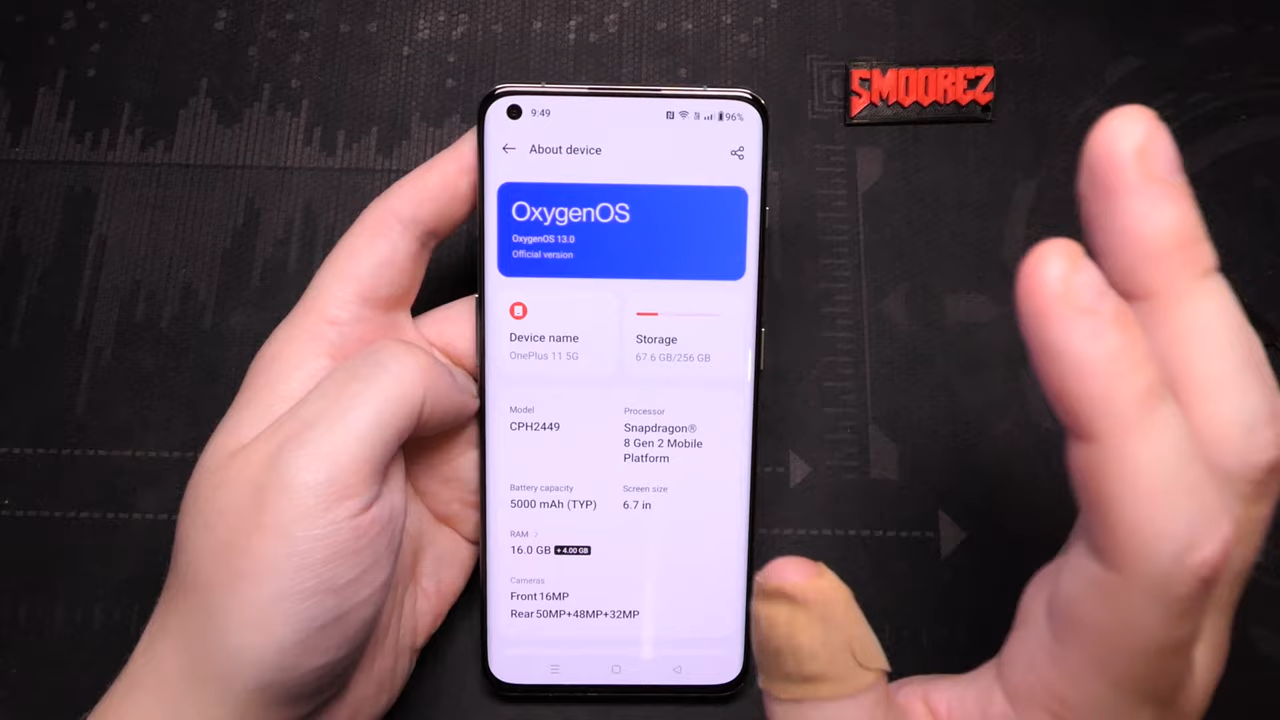 SMOOREZ
9:49
96%
About device
OxygenOS
OxygenOS 13.0
Official version
Device name
OnePlus 11 5G
Storage
67.6 GB/256 GB
Model
CPH2449
Processor
Snapdragon®
8 Gen 2 Mobile
Platform
Battery capacity
5000 mAh (TYP)
Screen size
6.7 in
RAM >
16.0 GB + 4.00 GB
Cameras
Front 16MP
Rear 50MP+48MP+32MP